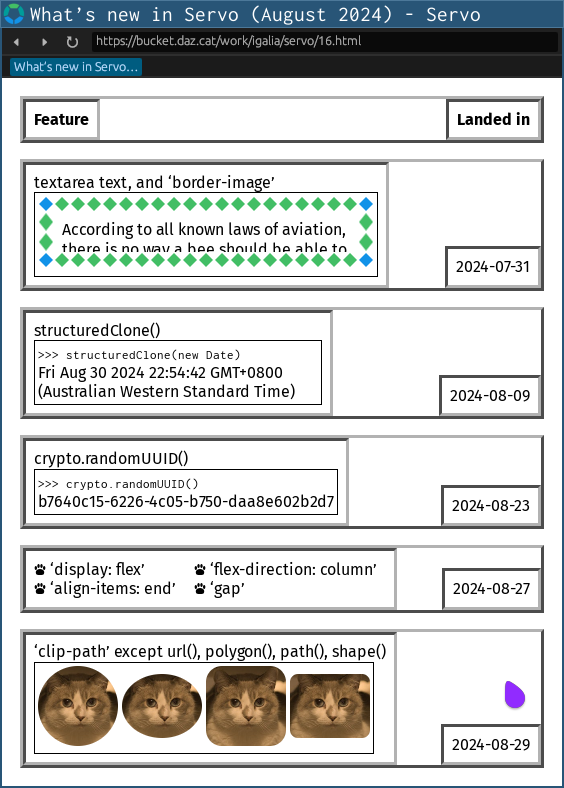 What's new in Servo (August 2024) - Servo
https://bucket.daz.cat/work/igalia/servo/16.html
What's new in Servo…
Feature
Landed in
textarea text, and ‘border-image’
According to all known laws of aviation,
there is no way a bee should be able to
2024-07-31
structuredClone()
>>> structuredClone(new Date)
Fri Aug 30 2024 22:54:42 GMT+0800
(Australian Western Standard Time)
2024-08-09
crypto.randomUUID()
>>> crypto.randomUUID()
b7640c15-6226-4c05-b750-daa8e602b2d7
2024-08-23
‘display: flex’ ‘flex-direction: column’
‘align-items: end’ ‘gap’
2024-08-27
‘clip-path’ except url(), polygon(), path(), shape()
2024-08-29